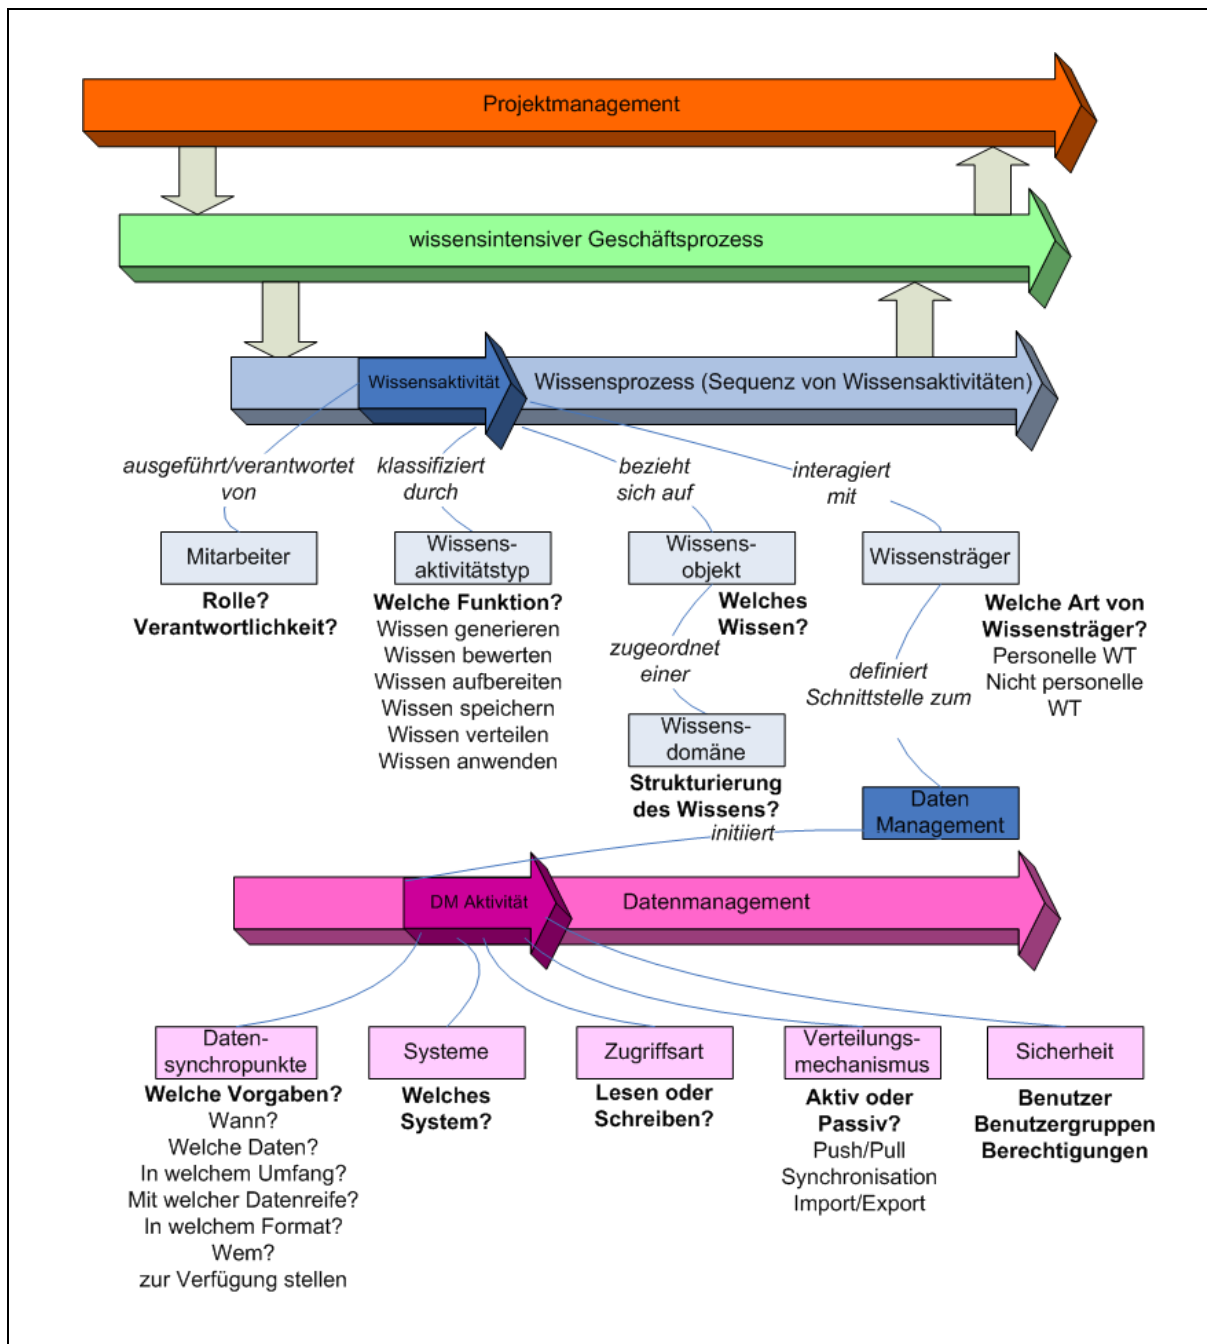 Projektmanagement
wissensintensiver Geschäftsprozess
Wissensaktivität
Wissensprozess (Sequenz von Wissensaktivitäten)
ausgeführt/verantwortet
von
klassifiziert
durch
bezieht
sich auf
interagiert
mit
Mitarbeiter
Rolle?
Verantwortlichkeit?
Wissens-
aktivitätstyp
Welche Funktion?
Wissen generieren
Wissen bewerten
Wissen aufbereiten
Wissen speichern
Wissen verteilen
Wissen anwenden
Wissens-
objekt
Welches
Wissen?
zugeordnet
einer
Wissens-
domäne
Strukturierung
des Wissens?
Wissensträger
Welche Art von
Wissensträger?
Personelle WT
Nicht personelle
WT
definiert
Schnittstelle zum
Daten
Management
initiiert
DM Aktivität
Datenmanagement
Daten-
synchropunkte
Welche Vorgaben?
Wann?
Welche Daten?
In welchem Umfang?
Mit welcher Datenreife?
In welchem Format?
Wem?
zur Verfügung stellen
Systeme
Welches
System?
Zugriffsart
Lesen oder
Schreiben?
Verteilungs-
mechanismus
Aktiv oder
Passiv?
Push/Pull
Synchronisation
Import/Export
Sicherheit
Benutzer
Benutzergruppen
Berechtigungen